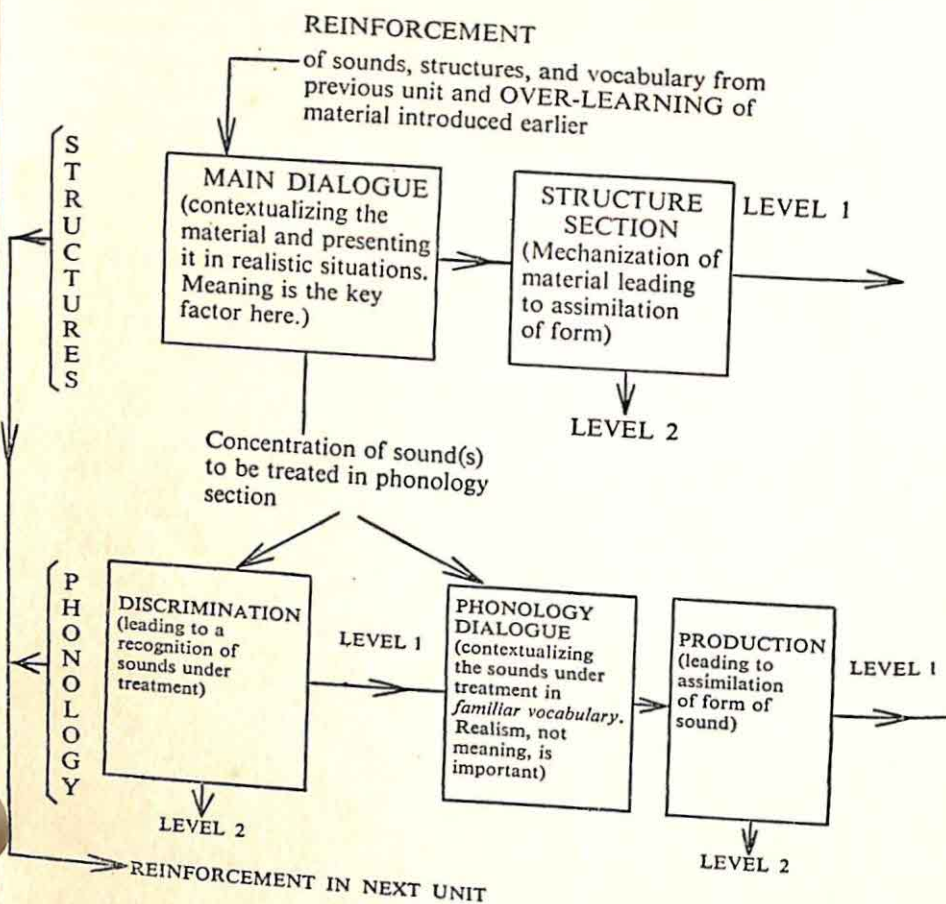 REINFORCEMENT
of sounds, structures, and vocabulary from
previous unit and OVER-LEARNING of
material introduced earlier
STRUCTURES
MAIN DIALOGUE
(contextualizing the
material and presenting
it in realistic situations.
Meaning is the key
factor here.)
STRUCTURE
SECTION
(Mechanization of
material leading
to assimilation
of form)
LEVEL 1
LEVEL 2
Concentration of sound(s)
to be treated in phonology
section
PHONOLOGY
DISCRIMINATION
(leading to a
recognition of
sounds under
treatment)
LEVEL 1
LEVEL 2
PHONOLOGY
DIALOGUE
(contextualizing
the sounds under
treatment in
familiar vocabulary.
Realism, not
meaning, is
important)
PRODUCTION
(leading to
assimilation
of form of
sound)
LEVEL 1
LEVEL 2
REINFORCEMENT IN NEXT UNIT